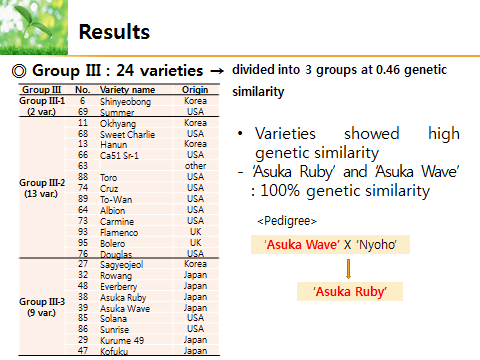 Results
◎ Group Ⅲ : 24 varieties → divided into 3 groups at 0.46 genetic
similarity
Group III No. Variety name Origin
Group III-1 6 Shinyeobong Korea
(2 var.) 69 Summer USA
11 Okhyang Korea
68 Sweet Charlie USA
13 Hanun Korea
66 Ca51 Sr-1 USA
63 other
Group III-2 88 Toro USA
(13 var.) 74 Cruz USA
89 To-Wan USA
64 Albion USA
73 Carmine USA
93 Flamenco UK
95 Bolero UK
76 Douglas USA
27 Sagyeojeol Korea
32 Rowang Japan
48 Everberry Japan
Group III-3 38 Asuka Ruby Japan
(9 var.) 39 Asuka Wave Japan
85 Solana USA
86 Sunrise USA
29 Kurume 49 Japan
47 Kofuku Japan
• Varieties showed high
genetic similarity
- ‘Asuka Ruby’ and ‘Asuka Wave’
: 100% genetic similarity
<Pedigree>
‘Asuka Wave’ X ‘Nyoho’
‘Asuka Ruby’